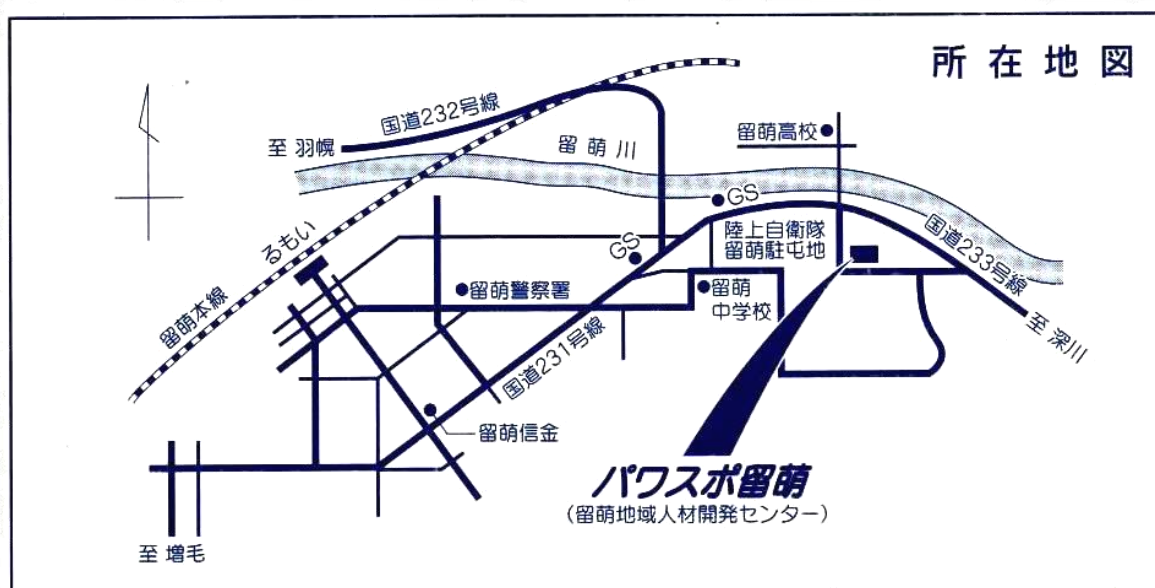 所在地図
国道232号線
至 羽幌
留萌川
留萌高校
GS
陸上自衛隊
留萌駐屯地
国道233号線
至 深川
るもい
留萌本線
GS
留萌警察署
留萌
中学校
国道231号線
留萌信金
パワスポ留萌
(留萌地域人材開発センター)
至 増毛